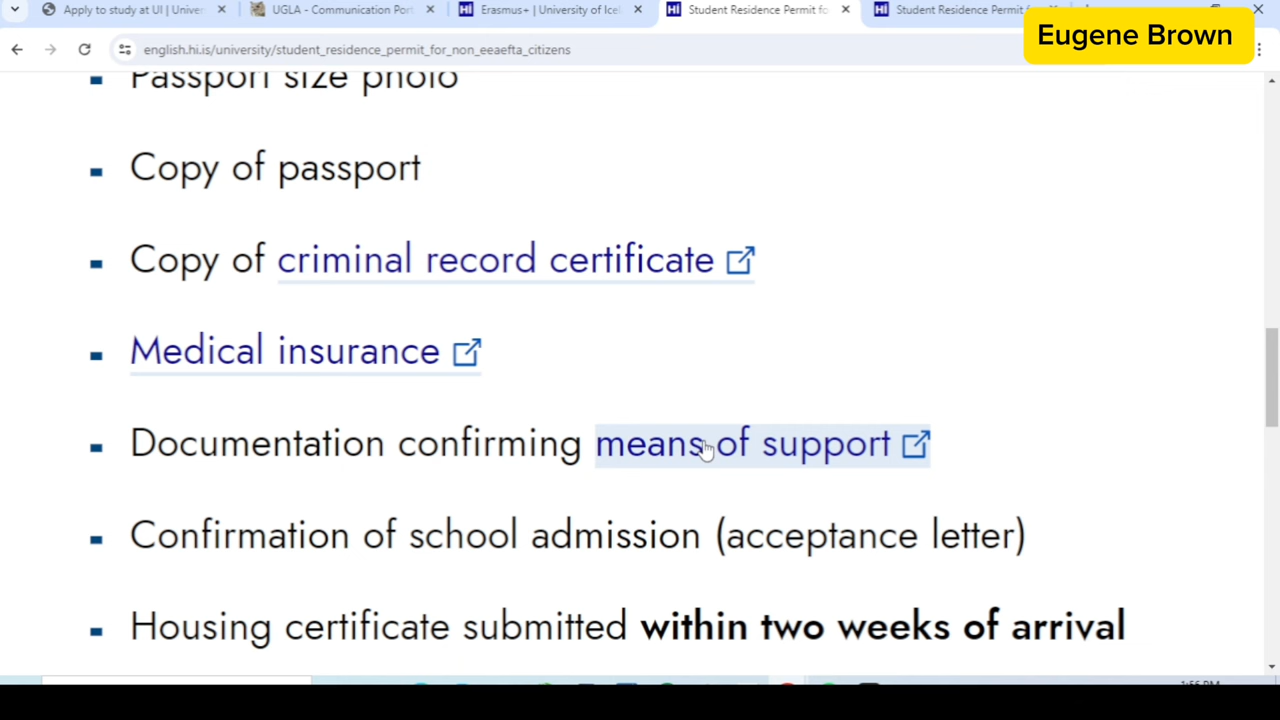 Apply to study at UI | Univer
UGLA - Communication Port
Erasmus+ | University of Icel
Student Residence Permit fo
Student Residence Permit
Eugene Brown
english.hi.is/university/student_residence_permit_for_non_eeaefta_citizens
Passport size photo
Copy of passport
Copy of criminal record certificate
Medical insurance
Documentation confirming means of support
Confirmation of school admission (acceptance letter)
Housing certificate submitted within two weeks of arrival